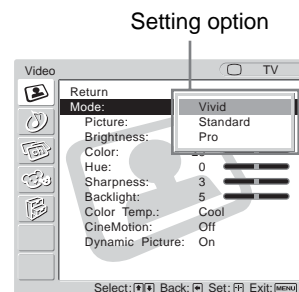 Setting option
Video TV
Return
Mode: Vivid
Picture: Standard
Brightness: Pro
Color:
Hue: 0
Sharpness: 3
Backlight: 5
Color Temp.: Cool
CineMotion: Off
Dynamic Picture: On
Select: Back: Set: Exit: MENU